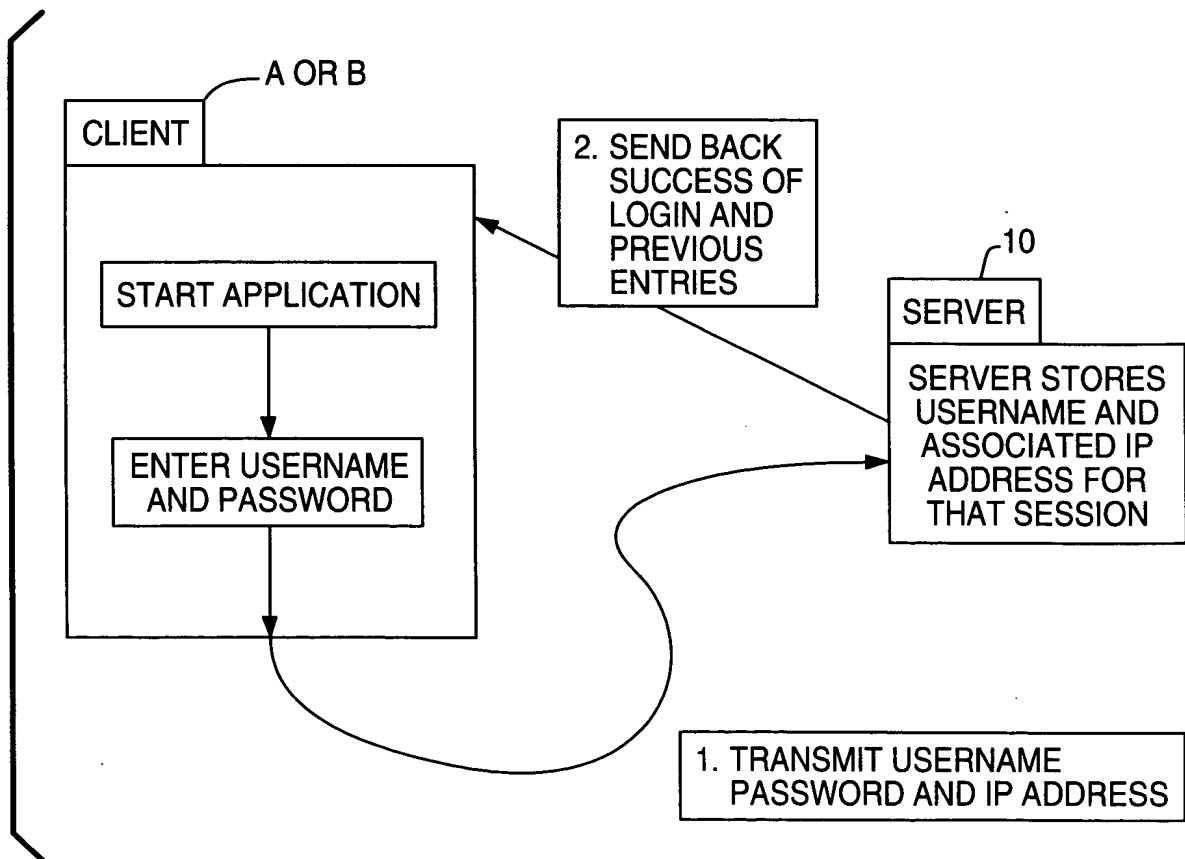 A OR B
CLIENT
START APPLICATION
ENTER USERNAME
AND PASSWORD
2. SEND BACK
SUCCESS OF
LOGIN AND
PREVIOUS
ENTRIES
10
SERVER
SERVER STORES
USERNAME AND
ASSOCIATED IP
ADDRESS FOR
THAT SESSION
1. TRANSMIT USERNAME
PASSWORD AND IP ADDRESS